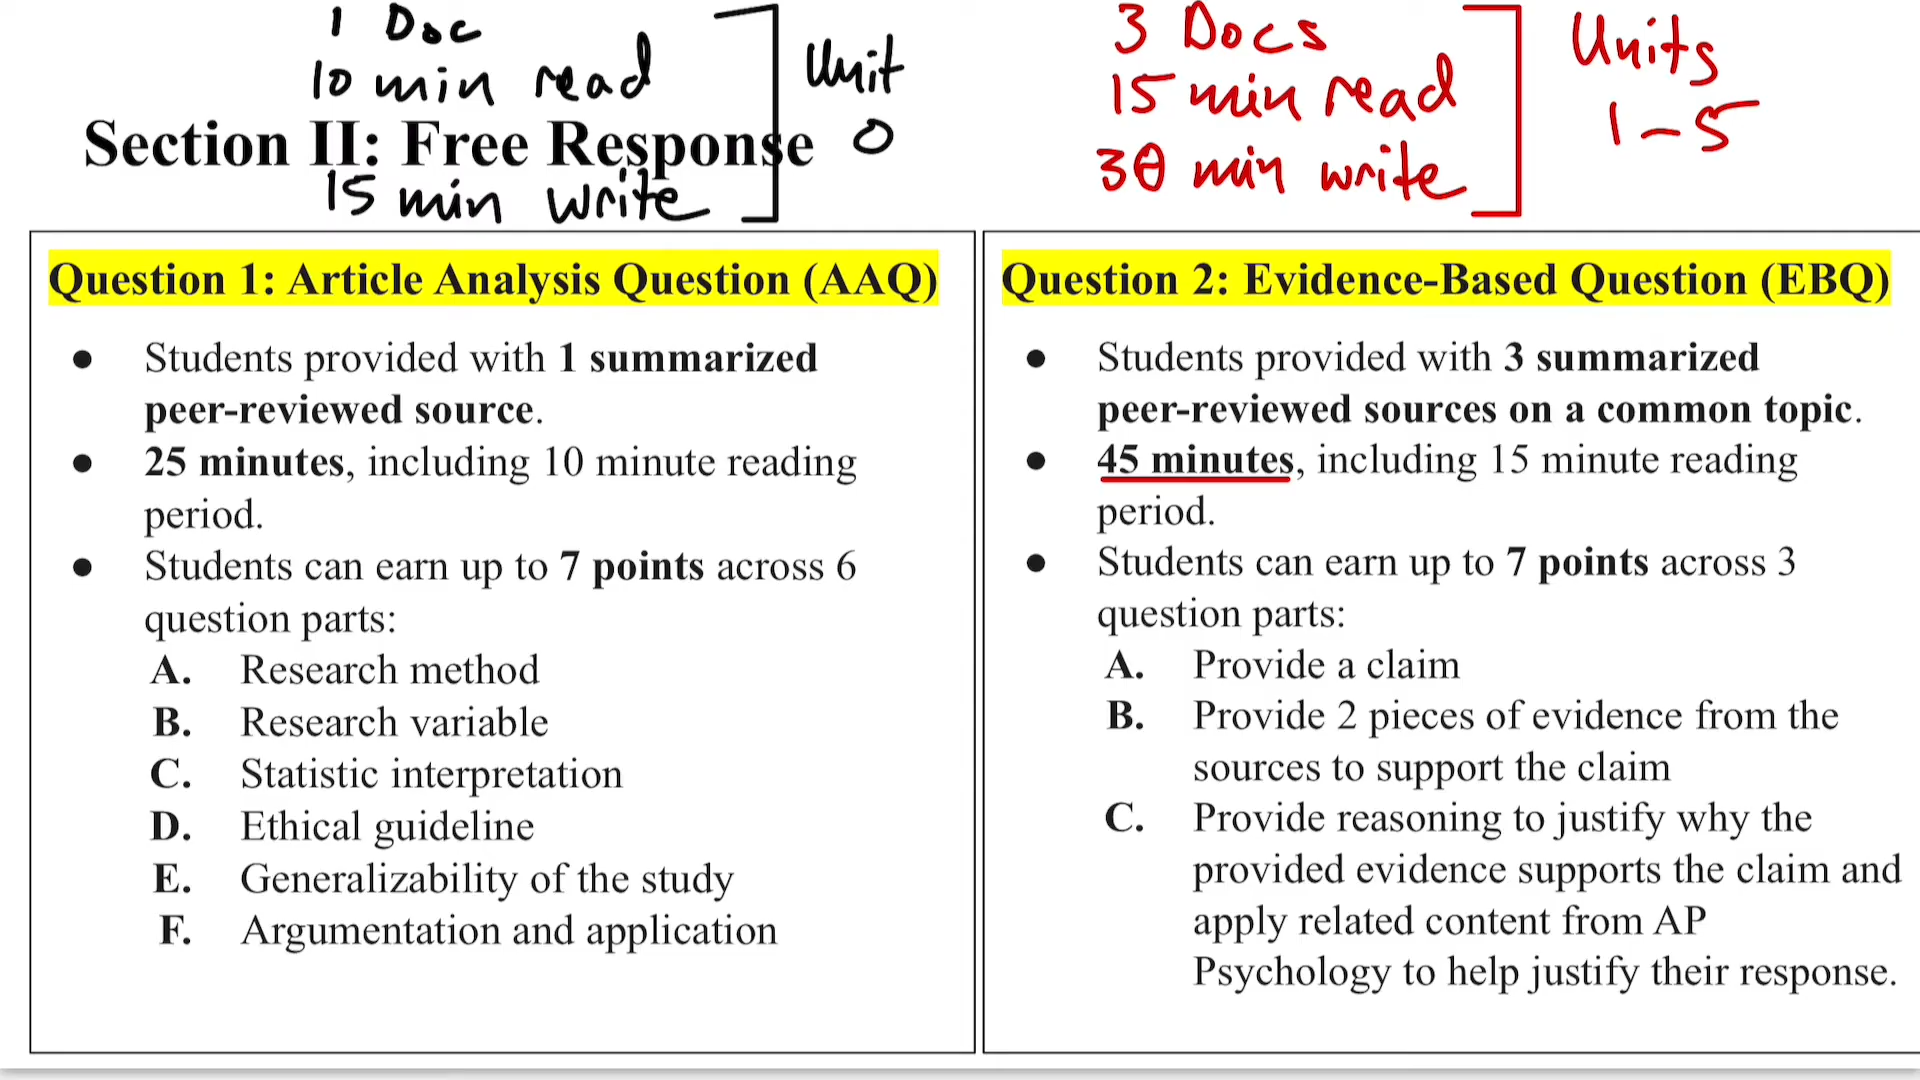 1 Doc
10 min read
Unit
0
Section II: Free Response
15 min write
3 Docs
15 min read
30 min write
Units
1-5
Question 1: Article Analysis Question (AAQ)
● Students provided with 1 summarized
peer-reviewed source.
● 25 minutes, including 10 minute reading
period.
● Students can earn up to 7 points across 6
question parts:
A. Research method
B. Research variable
C. Statistic interpretation
D. Ethical guideline
E. Generalizability of the study
F. Argumentation and application
Question 2: Evidence-Based Question (EBQ)
● Students provided with 3 summarized
peer-reviewed sources on a common topic.
● 45 minutes, including 15 minute reading
period.
● Students can earn up to 7 points across 3
question parts:
A. Provide a claim
B. Provide 2 pieces of evidence from the
sources to support the claim
C. Provide reasoning to justify why the
provided evidence supports the claim and
apply related content from AP
Psychology to help justify their response.